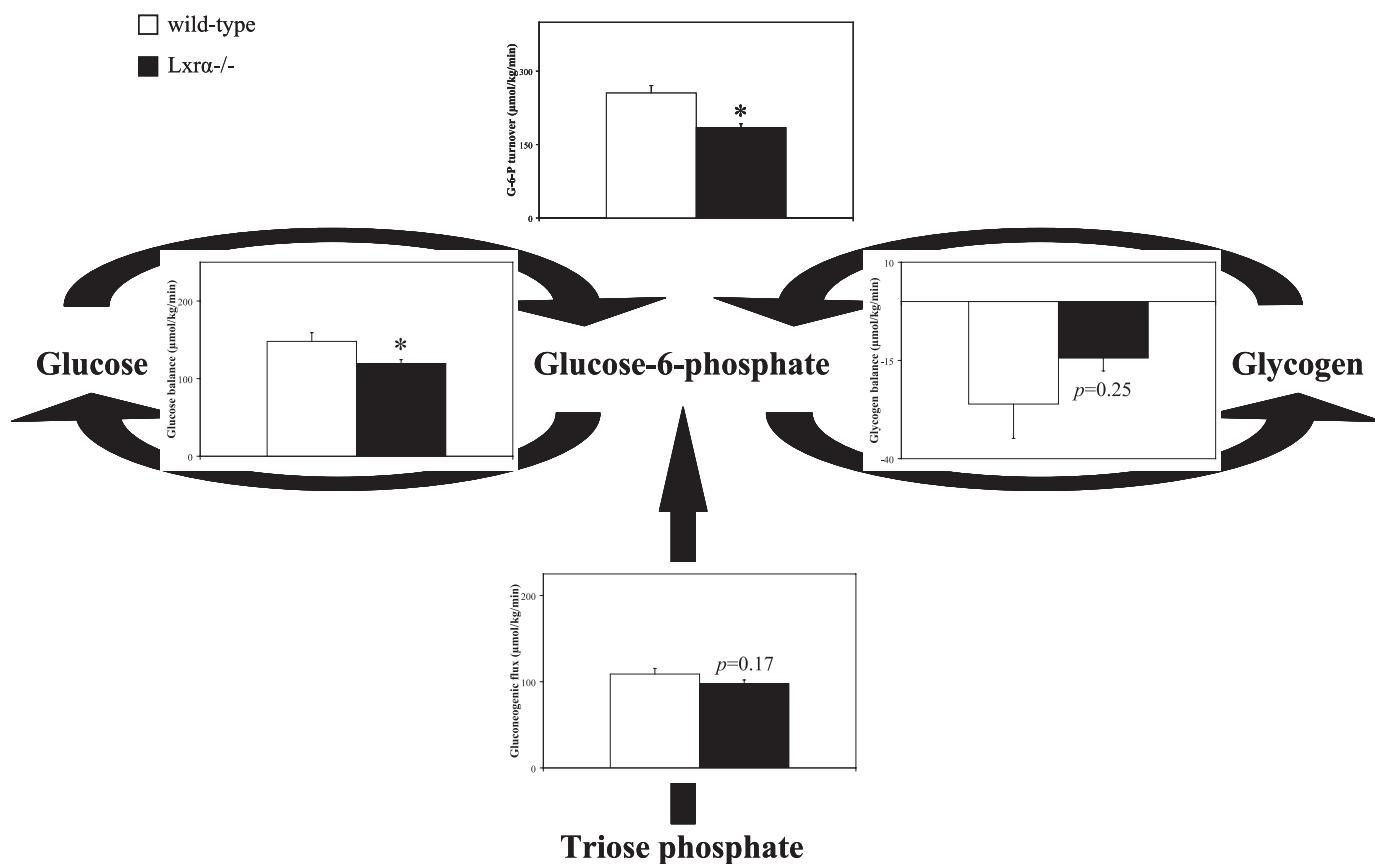 wild-type
Lxrα-/-
G-6-P turnover (μmol/kg/min)
300
150
0
*
Glucose balance (μmol/kg/min)
200
100
0
*
Glycogen balance (μmol/kg/min)
10
-15
-40
p=0.25
Glucose
Glucose-6-phosphate
Glycogen
Gluconeogenic flux (μmol/kg/min)
200
100
0
p=0.17
Triose phosphate